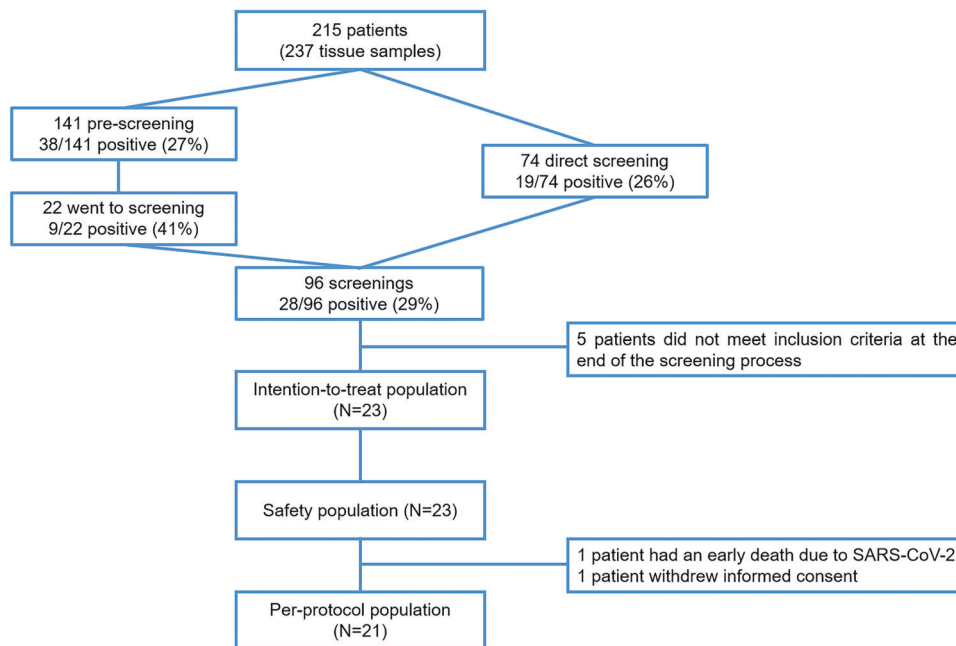 215 patients
(237 tissue samples)
141 pre-screening
38/141 positive (27%)
74 direct screening
19/74 positive (26%)
22 went to screening
9/22 positive (41%)
96 screenings
28/96 positive (29%)
5 patients did not meet inclusion criteria at the
end of the screening process
Intention-to-treat population
(N=23)
Safety population (N=23)
1 patient had an early death due to SARS-CoV-2
1 patient withdrew informed consent
Per-protocol population
(N=21)